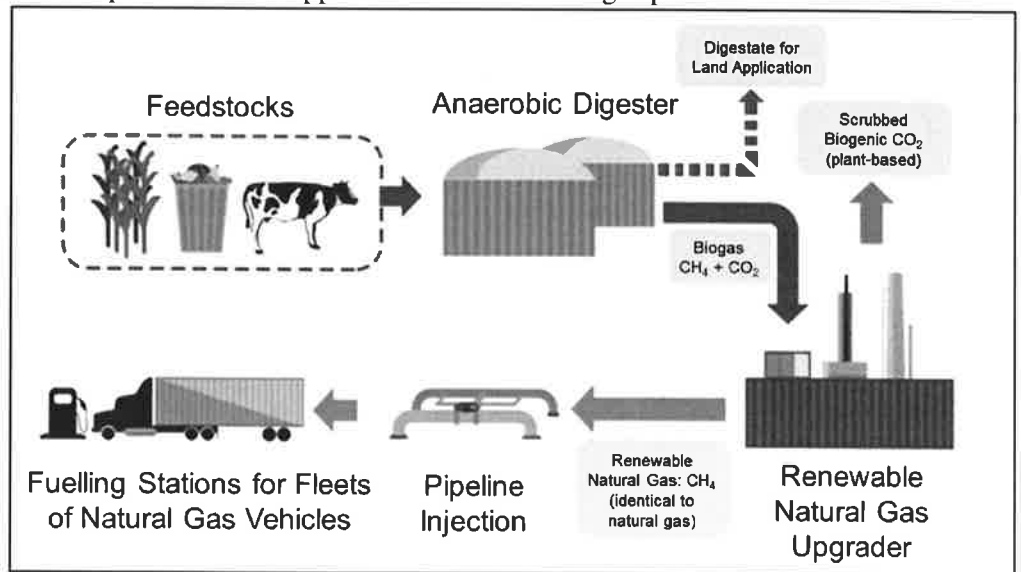 Digestate for
Land Application
Feedstocks
Anaerobic Digester
Scrubbed
Biogenic CO₂
(plant-based)
Biogas
CH₄ + CO₂
Renewable
Natural Gas: CH₄
(identical to
natural gas)
Fuelling Stations for Fleets
of Natural Gas Vehicles
Pipeline
Injection
Renewable
Natural Gas
Upgrader